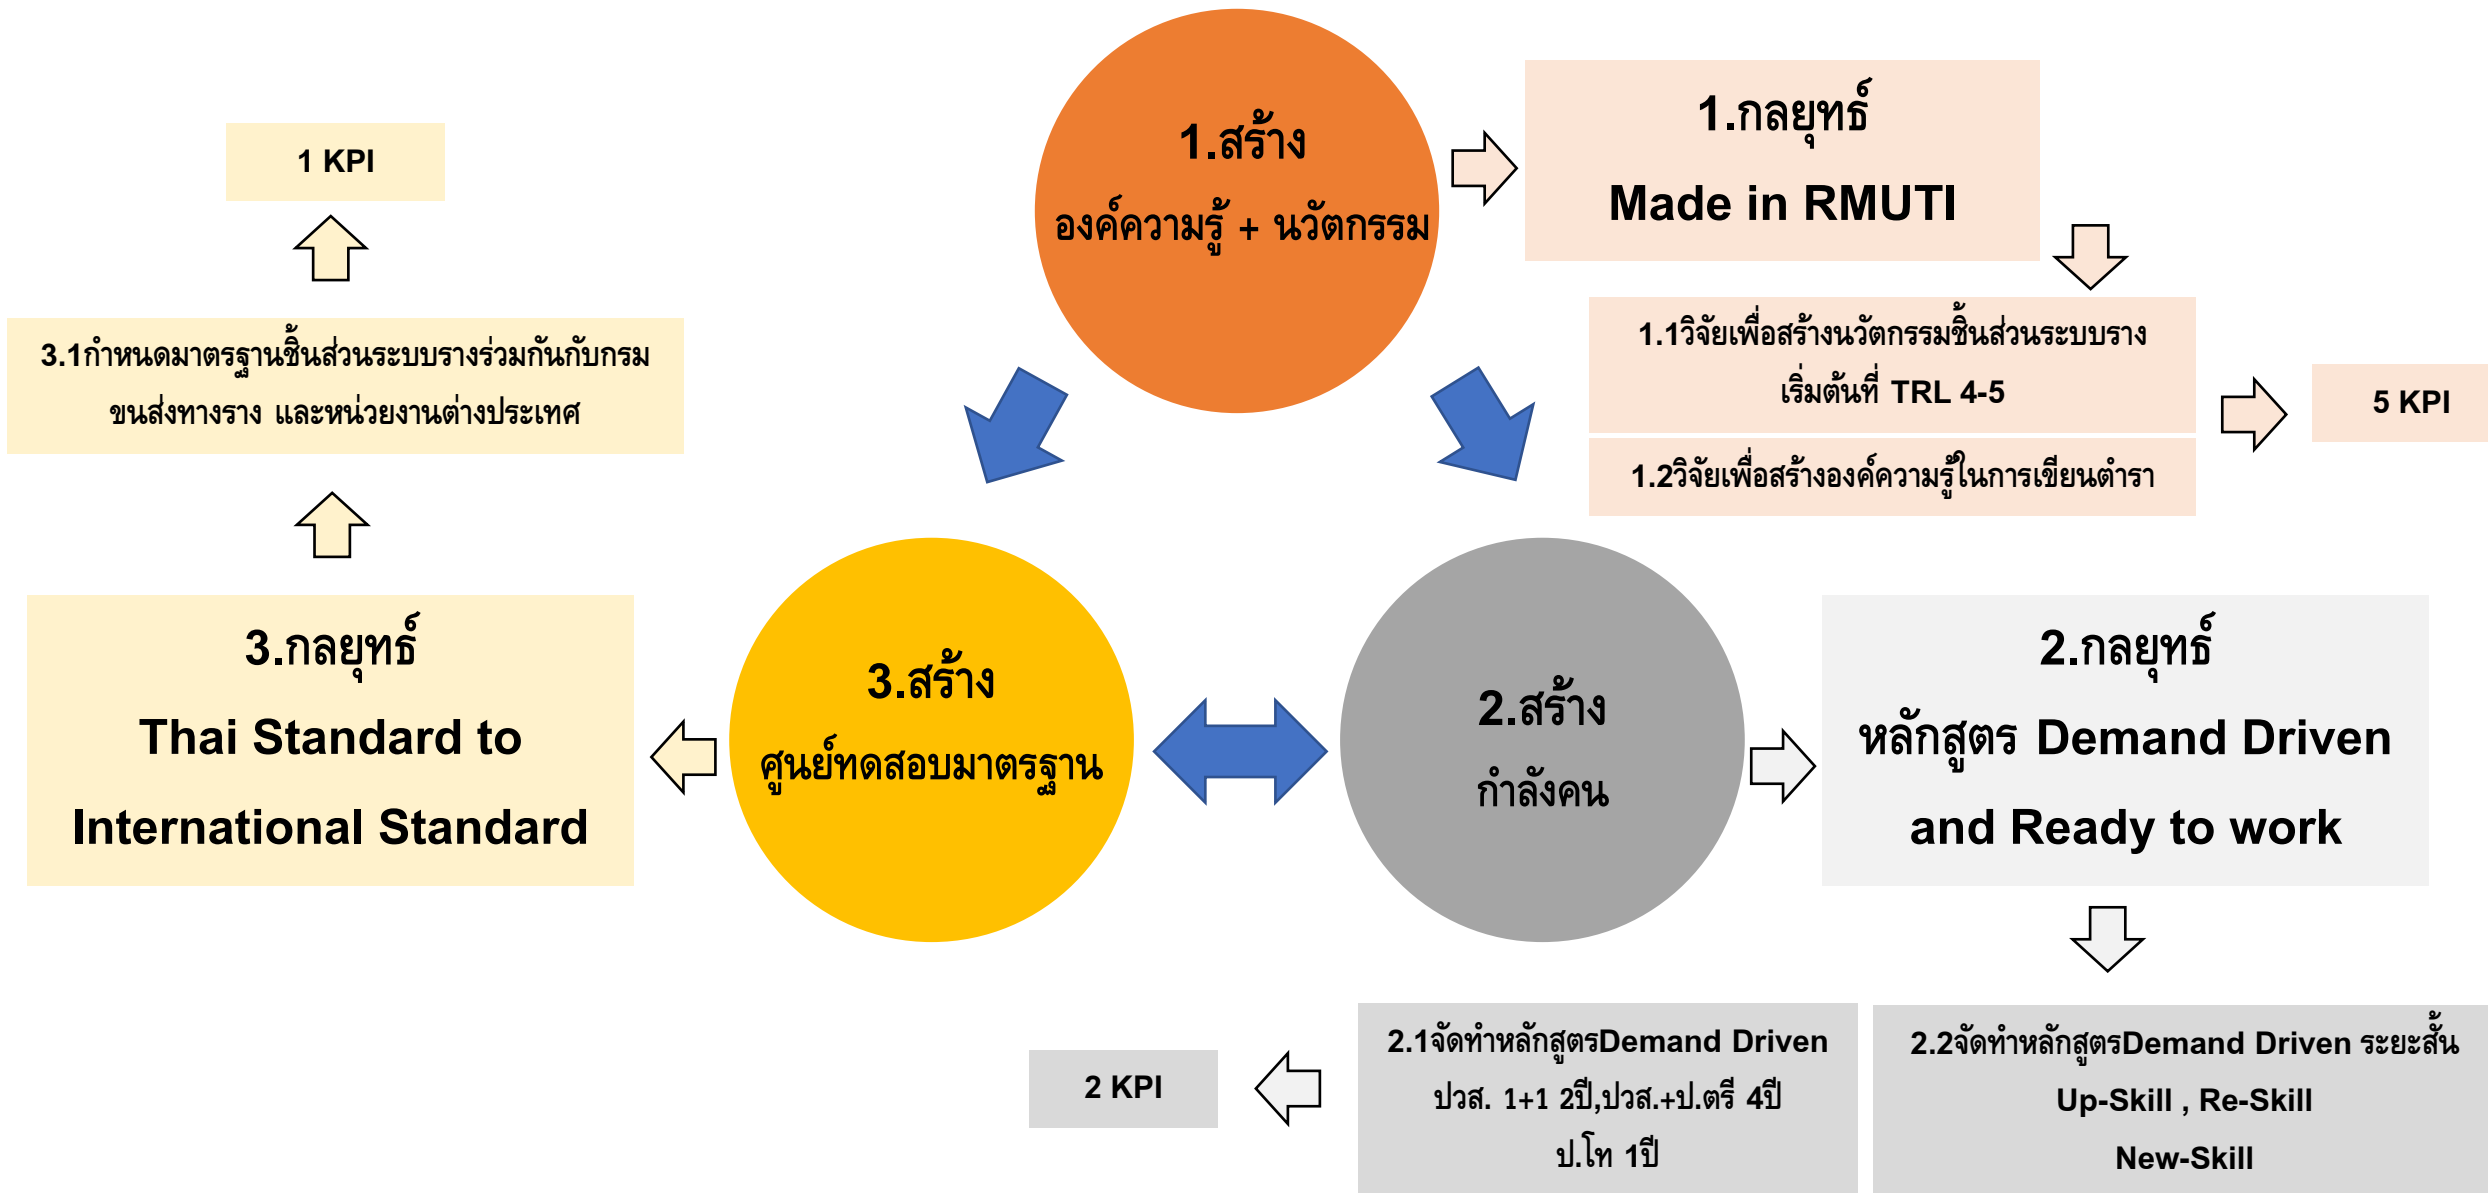 1.สร้าง
องค์ความรู้ + นวัตกรรม
1.กลยุทธ์
Made in RMUTI
1.1วิจัยเพื่อสร้างนวัตกรรมชิ้นส่วนระบบราง
เริ่มต้นที่ TRL 4-5
1.2วิจัยเพื่อสร้างองค์ความรู้ในการเขียนตำรา
5 KPI
1 KPI
3.1กำหนดมาตรฐานชิ้นส่วนระบบรางร่วมกันกับกรม
ขนส่งทางราง และหน่วยงานต่างประเทศ
3.กลยุทธ์
Thai Standard to
International Standard
3.สร้าง
ศูนย์ทดสอบมาตรฐาน
2.สร้าง
กำลังคน
2.กลยุทธ์
หลักสูตร Demand Driven
and Ready to work
2 KPI
2.1จัดทำหลักสูตรDemand Driven
ปวส. 1+1 2ปี,ปวส.+ป.ตรี 4ปี
ป.โท 1ปี
2.2จัดทำหลักสูตรDemand Driven ระยะสั้น
Up-Skill , Re-Skill
New-Skill